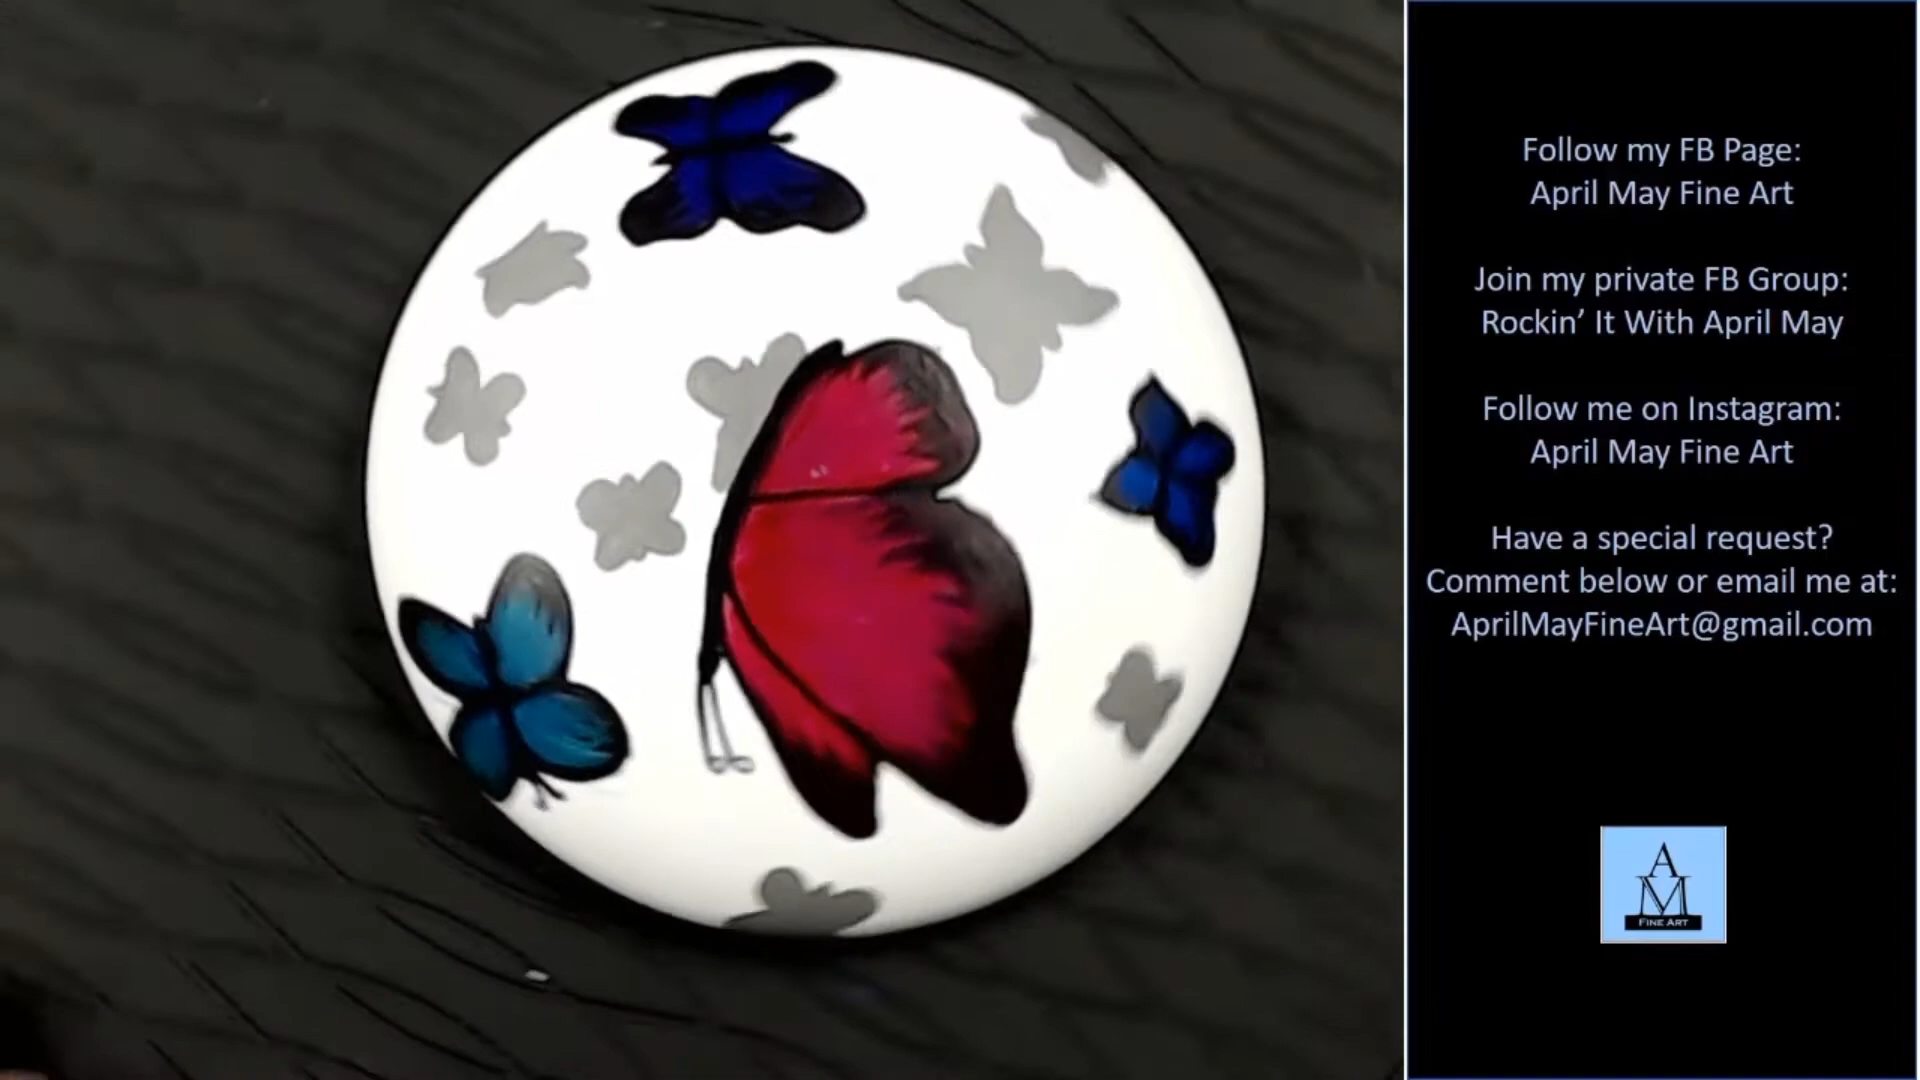 Follow my FB Page:
April May Fine Art
Join my private FB Group:
Rockin’ It With April May
Follow me on Instagram:
April May Fine Art
Have a special request?
Comment below or email me at:
AprilMayFineArt@gmail.com
AM
FINE ART